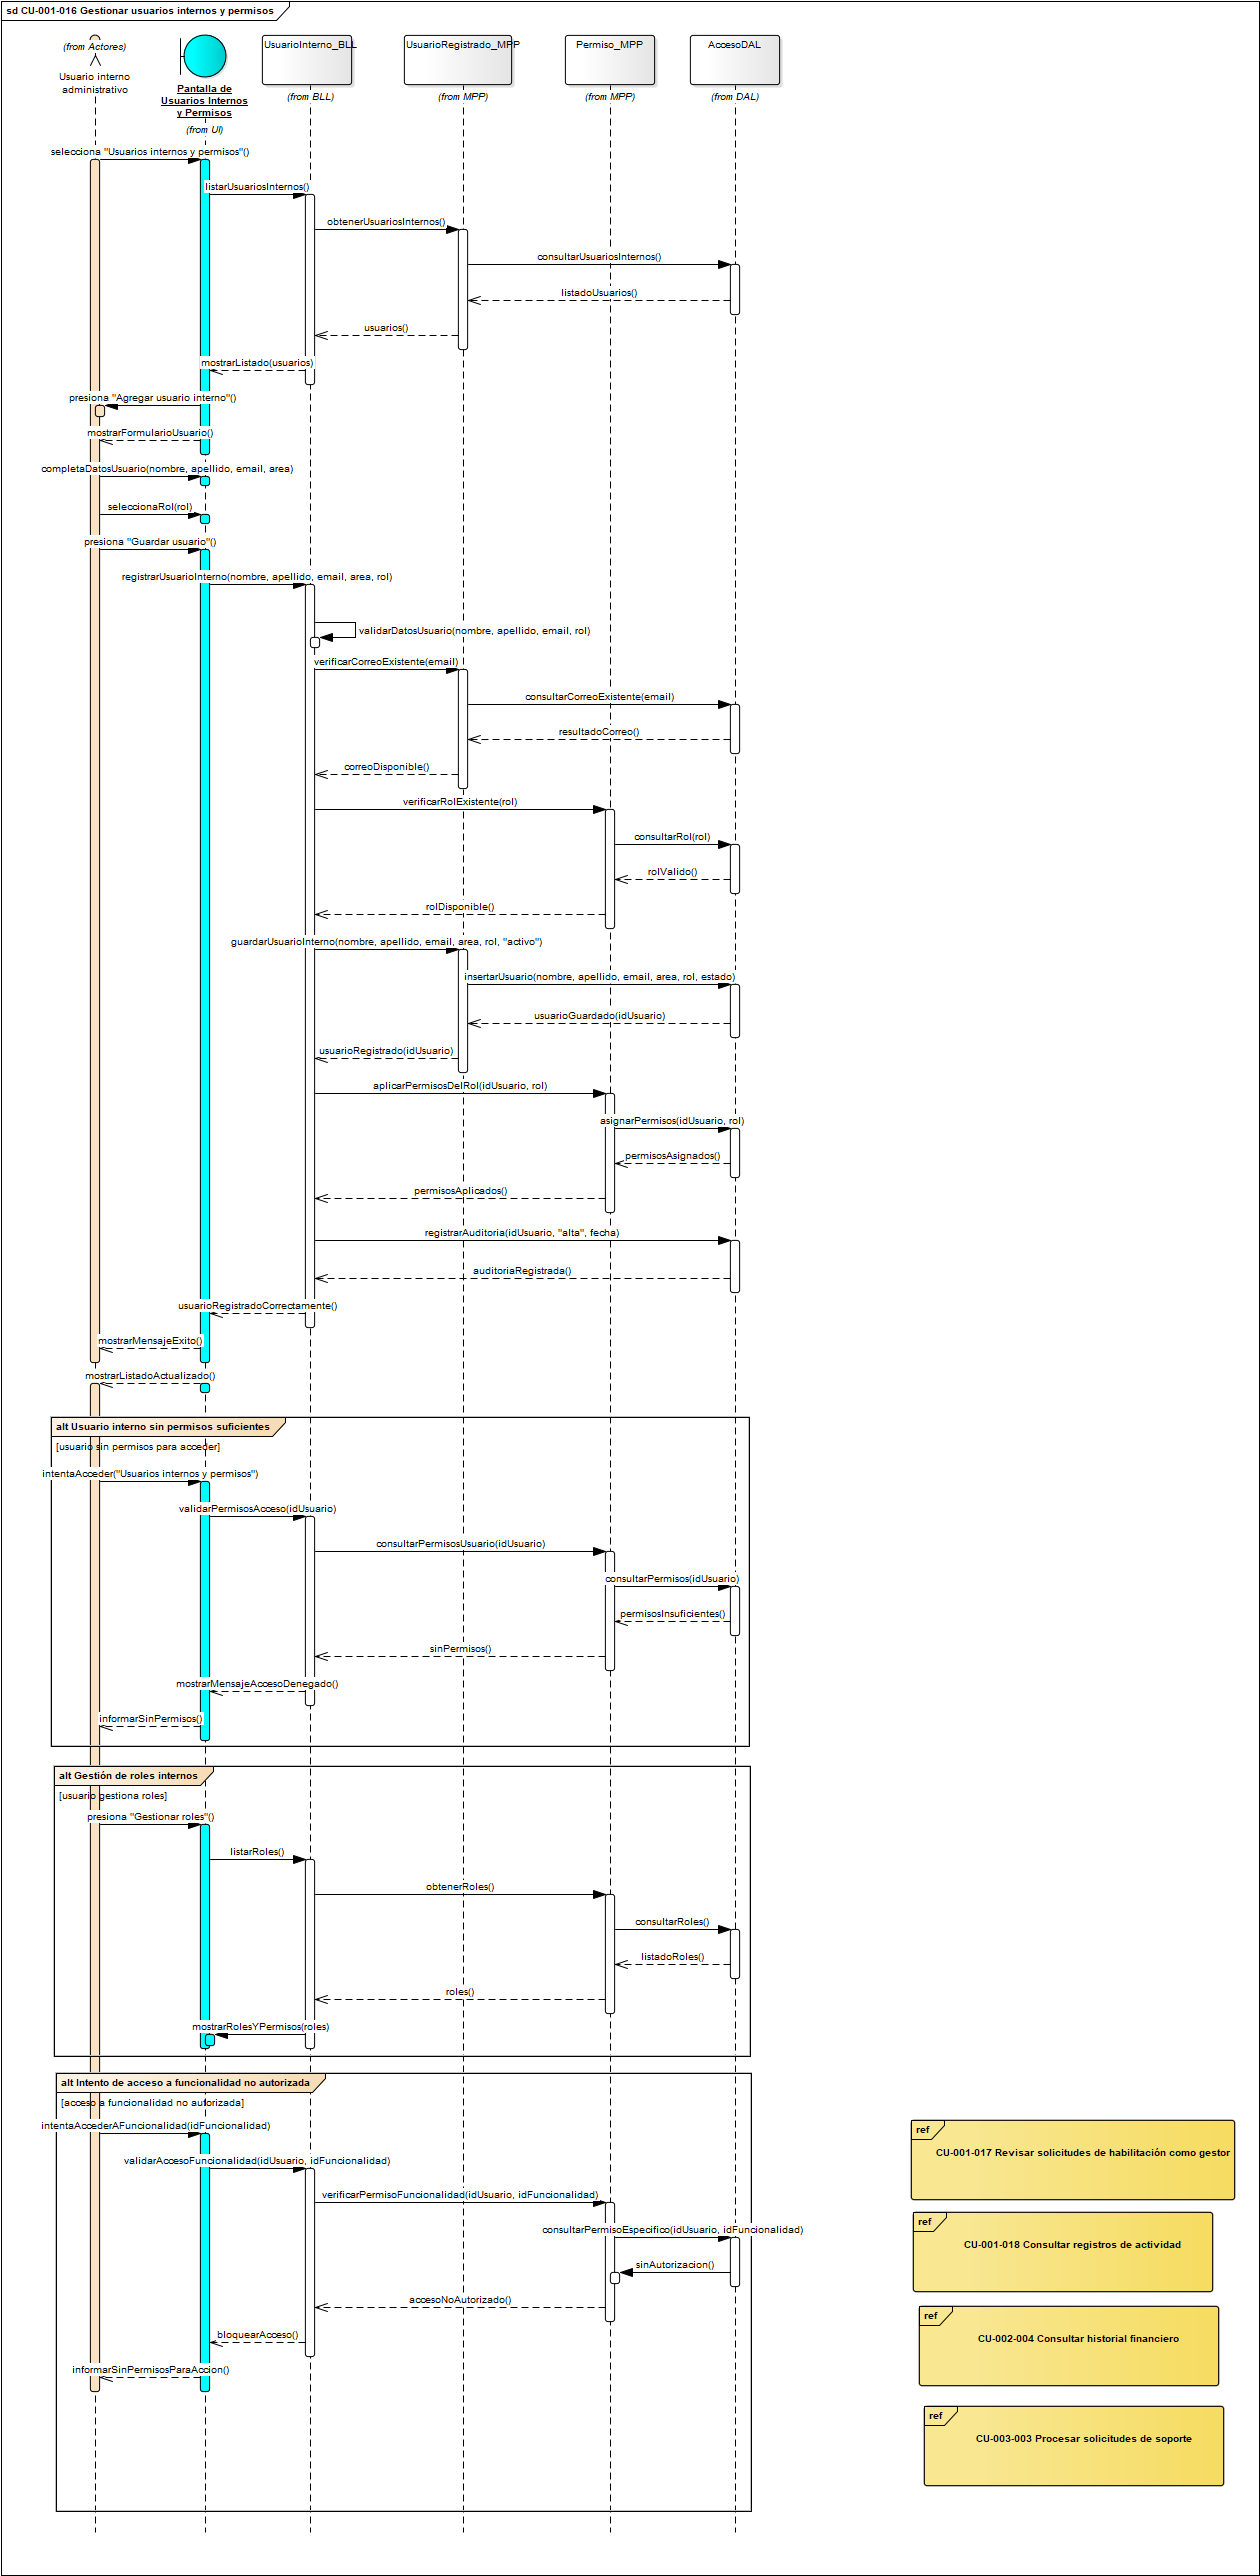 sd CU-001-016 Gestionar usuarios internos y permisos
(from Actores)
Usuario interno
administrativo
Pantalla de
Usuarios Internos
y Permisos
(from UI)
UsuarioInterno_BLL
(from BLL)
UsuarioRegistrado_MPP
(from MPP)
Permiso_MPP
(from MPP)
AccesoDAL
(from DAL)
selecciona "Usuarios internos y permisos"()
listarUsuariosInternos()
obtenerUsuariosInternos()
consultarUsuariosInternos()
listadoUsuarios()
usuarios()
mostrarListado(usuarios)
presiona "Agregar usuario interno"()
mostrarFormularioUsuario()
completaDatosUsuario(nombre, apellido, email, area)
seleccionaRol(rol)
presiona "Guardar usuario"()
registrarUsuarioInterno(nombre, apellido, email, area, rol)
validarDatosUsuario(nombre, apellido, email, rol)
verificarCorreoExistente(email)
consultarCorreoExistente(email)
resultadoCorreo()
correoDisponible()
verificarRolExistente(rol)
consultarRol(rol)
rolValido()
rolDisponible()
guardarUsuarioInterno(nombre, apellido, email, area, rol, "activo")
insertarUsuario(nombre, apellido, email, area, rol, estado)
usuarioGuardado(idUsuario)
usuarioRegistrado(idUsuario)
aplicarPermisosDelRol(idUsuario, rol)
asignarPermisos(idUsuario, rol)
permisosAsignados()
permisosAplicados()
registrarAuditoria(idUsuario, "alta", fecha)
auditoriaRegistrada()
usuarioRegistradoCorrectamente()
mostrarMensajeExito()
mostrarListadoActualizado()
alt Usuario interno sin permisos suficientes
[usuario sin permisos para acceder]
intentaAcceder("Usuarios internos y permisos")
validarPermisosAcceso(idUsuario)
consultarPermisosUsuario(idUsuario)
consultarPermisos(idUsuario)
permisosInsuficientes()
sinPermisos()
mostrarMensajeAccesoDenegado()
informarSinPermisos()
alt Gestión de roles internos
[usuario gestiona roles]
presiona "Gestionar roles"()
listarRoles()
obtenerRoles()
consultarRoles()
listadoRoles()
roles()
mostrarRolesYPermisos(roles)
alt Intento de acceso a funcionalidad no autorizada
[acceso a funcionalidad no autorizada]
intentaAccederAFuncionalidad(idFuncionalidad)
validarAccesoFuncionalidad(idUsuario, idFuncionalidad)
verificarPermisoFuncionalidad(idUsuario, idFuncionalidad)
consultarPermisoEspecifico(idUsuario, idFuncionalidad)
sinAutorizacion()
accesoNoAutorizado()
bloquearAcceso()
informarSinPermisosParaAccion()
ref
CU-001-017 Revisar solicitudes de habilitación como gestor
ref
CU-001-018 Consultar registros de actividad
ref
CU-002-004 Consultar historial financiero
ref
CU-003-003 Procesar solicitudes de soporte